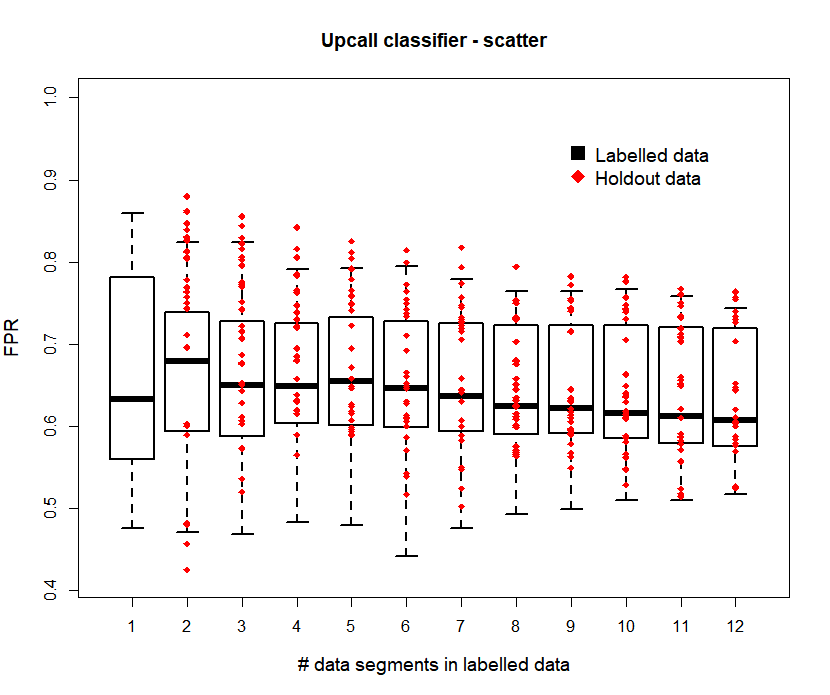 Upcall classifier - scatter
1.0
0.9
0.8
0.7
0.6
0.5
0.4
FPR
Labelled data
Holdout data
1 2 3 4 5 6 7 8 9 10 11 12
# data segments in labelled data